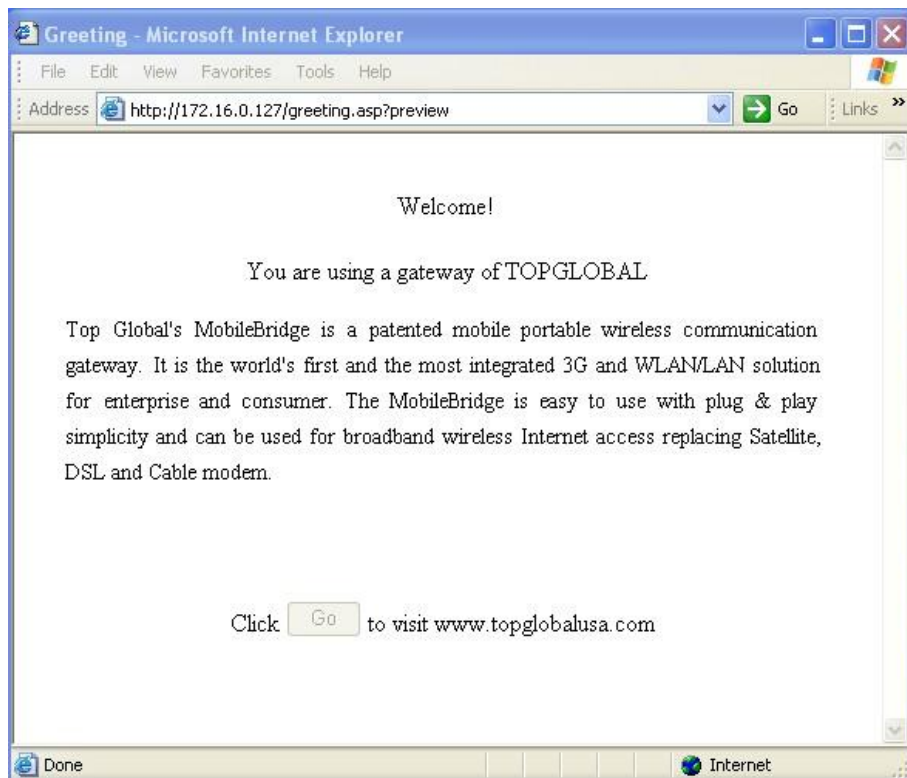 Greeting - Microsoft Internet Explorer
File Edit View Favorites Tools Help
Address http://172.16.0.127/greeting.asp?preview Go Links »
Welcome!
You are using a gateway of TOPGLOBAL
Top Global's MobileBridge is a patented mobile portable wireless communication
gateway. It is the world's first and the most integrated 3G and WLAN/LAN solution
for enterprise and consumer. The MobileBridge is easy to use with plug & play
simplicity and can be used for broadband wireless Internet access replacing Satellite,
DSL and Cable modem.
Click Go to visit www.topglobalusa.com
Done Internet